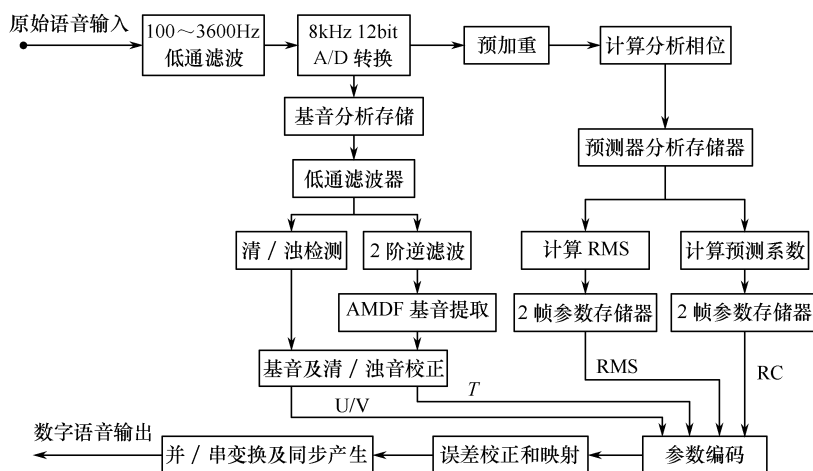 原始语音输入
100～3600Hz
低通滤波
8kHz 12bit
A/D 转换
预加重
计算分析相位
基音分析存储
预测器分析存储器
低通滤波器
清 / 浊检测
2 阶逆滤波
计算 RMS
计算预测系数
AMDF 基音提取
2 帧参数存储器
2 帧参数存储器
基音及清 / 浊音校正
RMS
RC
T
U/V
数字语音输出
并 / 串变换及同步产生
误差校正和映射
参数编码